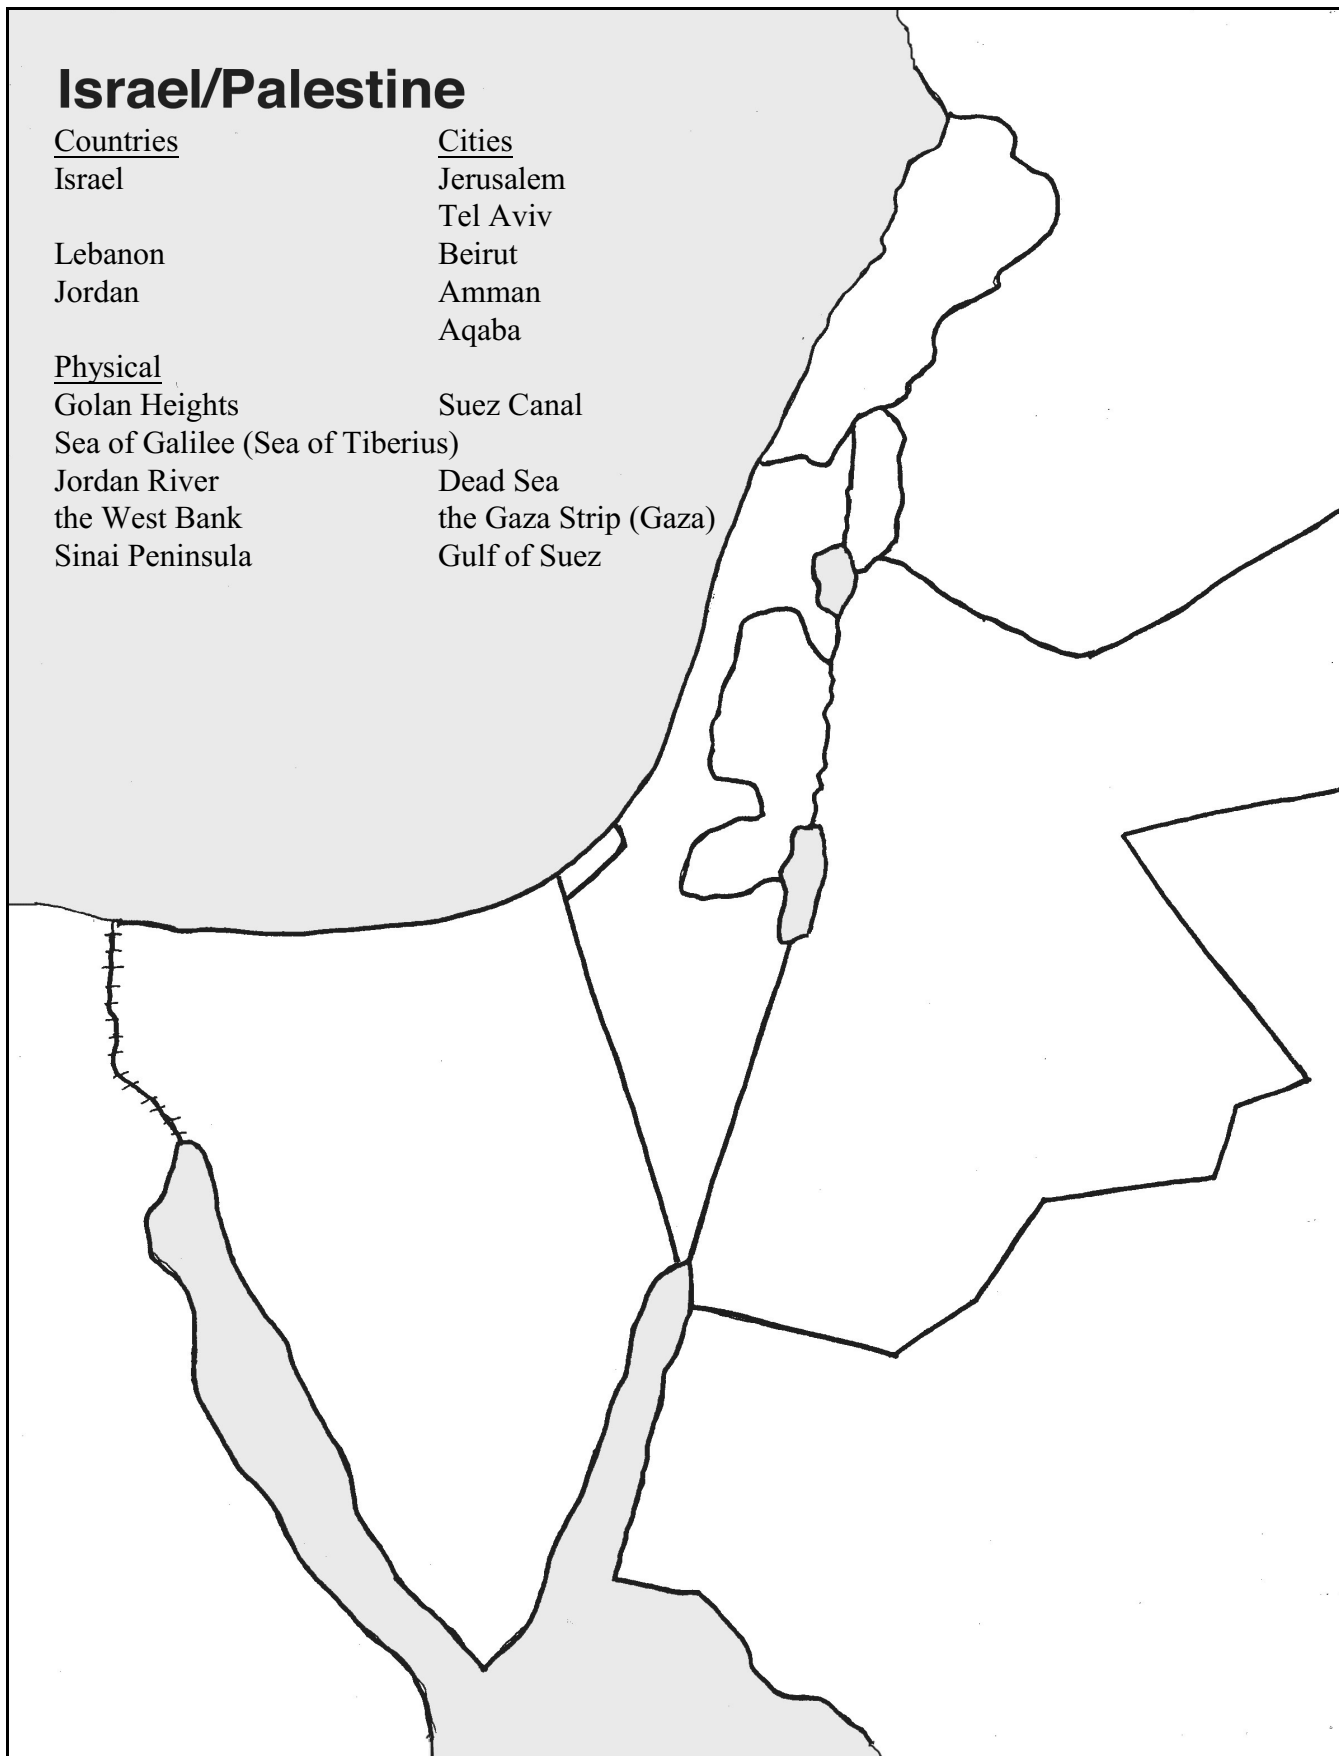 Israel/Palestine
Countries Cities
Israel Jerusalem
Tel Aviv
Lebanon Beirut
Jordan Amman
Aqaba
Physical
Golan Heights Suez Canal
Sea of Galilee (Sea of Tiberius)
Jordan River Dead Sea
the West Bank the Gaza Strip (Gaza)
Sinai Peninsula Gulf of Suez